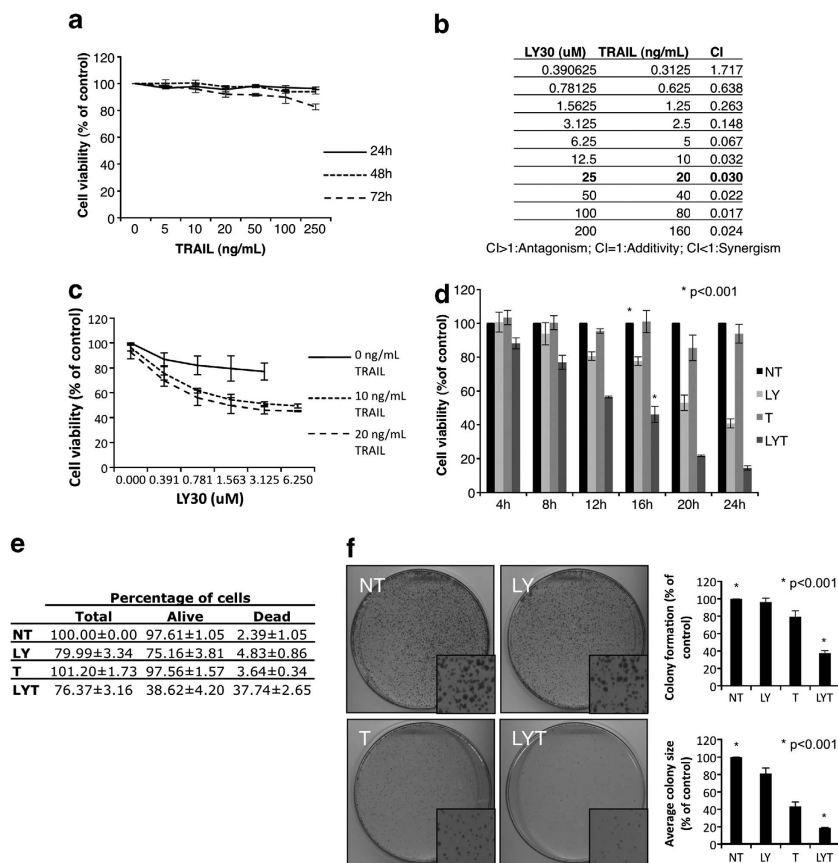 a
120
100
80
60
40
20
0
Cell viability (% of control)
0 5 10 20 50 100 250
TRAIL (ng/mL)
24h
48h
72h
b
LY30 (uM) TRAIL (ng/mL) CI
0.390625 0.3125 1.717
0.78125 0.625 0.638
1.5625 1.25 0.263
3.125 2.5 0.148
6.25 5 0.067
12.5 10 0.032
25 20 0.030
50 40 0.022
100 80 0.017
200 160 0.024
CI>1:Antagonism; CI=1:Additivity; CI<1:Synergism
c
120
100
80
60
40
20
0
Cell viability (% of control)
0.000 0.391 0.781 1.563 3.125 6.250
LY30 (uM)
0 ng/mL
TRAIL
10 ng/mL
TRAIL
20 ng/mL
TRAIL
d
120
100
80
60
40
20
0
Cell viability (%of control)
* p<0.001
*
*
4h 8h 12h 16h 20h 24h
NT
LY
T
LYT
e
Percentage of cells
Total Alive Dead
NT 100.00±0.00 97.61±1.05 2.39±1.05
LY 79.99±3.34 75.16±3.81 4.83±0.86
T 101.20±1.73 97.56±1.57 3.64±0.34
LYT 76.37±3.16 38.62±4.20 37.74±2.65
f
NT
LY
T
LYT
Colony formation (% of
control)
120
100
80
60
40
20
0
* p<0.001
*
*
NT LY T LYT
Average colony size
(% of control)
120
100
80
60
40
20
0
* p<0.001
*
*
NT LY T LYT